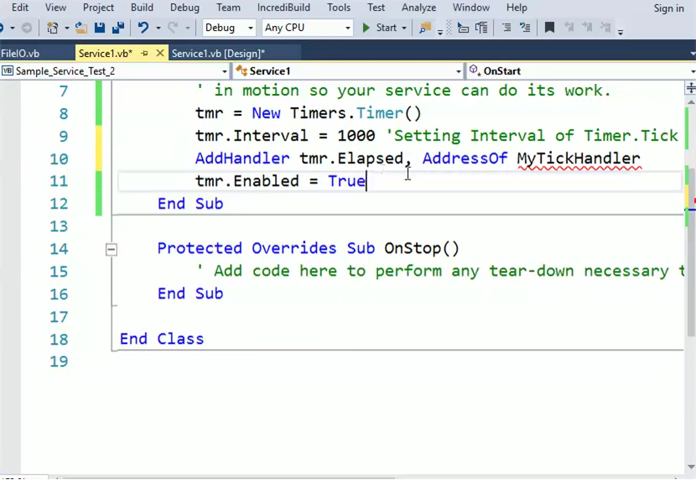 Edit View Project Build Debug Team IncrediBuild Tools Test Analyze Window Help Sign in
Debug Any CPU Start
FileIO.vb Service1.vb* Service1.vb [Design]*
Sample_Service_Test_2 Service1 OnStart
7 ' in motion so your service can do its work.
8 tmr = New Timers.Timer()
9 tmr.Interval = 1000 'Setting Interval of Timer.Tick
10 AddHandler tmr.Elapsed, AddressOf MyTickHandler
11 tmr.Enabled = True
12 End Sub
13
14 Protected Overrides Sub OnStop()
15 ' Add code here to perform any tear-down necessary t
16 End Sub
17
18 End Class
19